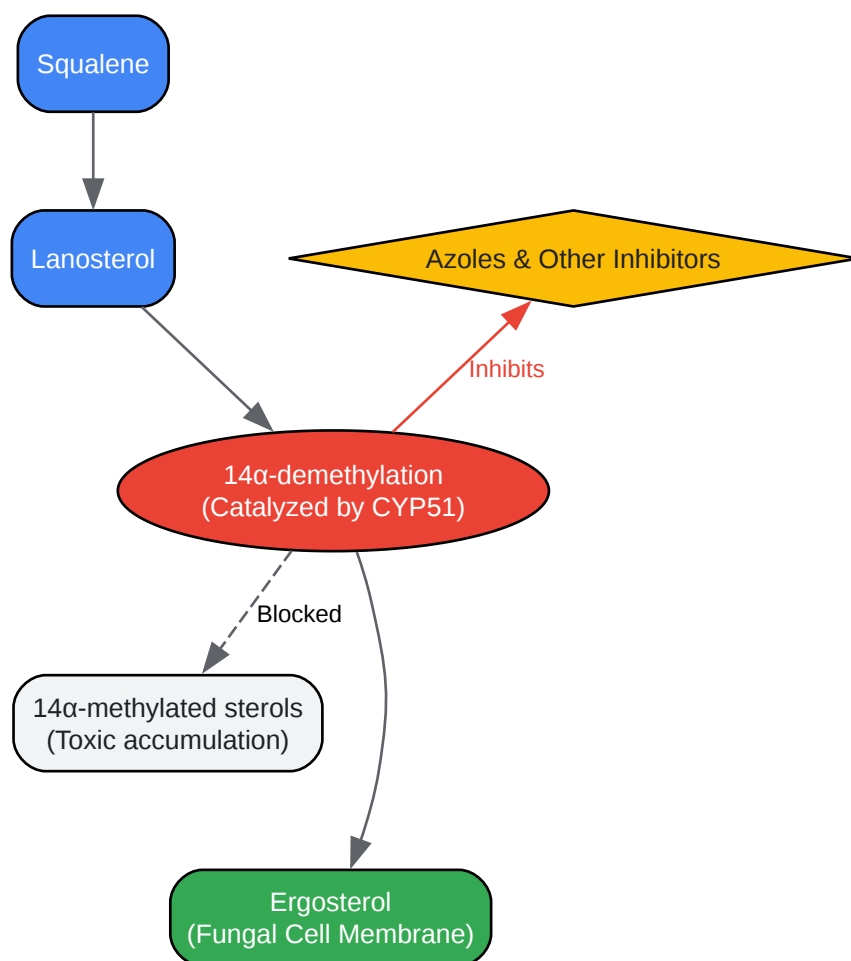 Squalene
Lanosterol
Azoles & Other Inhibitors
Inhibits
14α-demethylation
(Catalyzed by CYP51)
Blocked
14α-methylated sterols
(Toxic accumulation)
Ergosterol
(Fungal Cell Membrane)